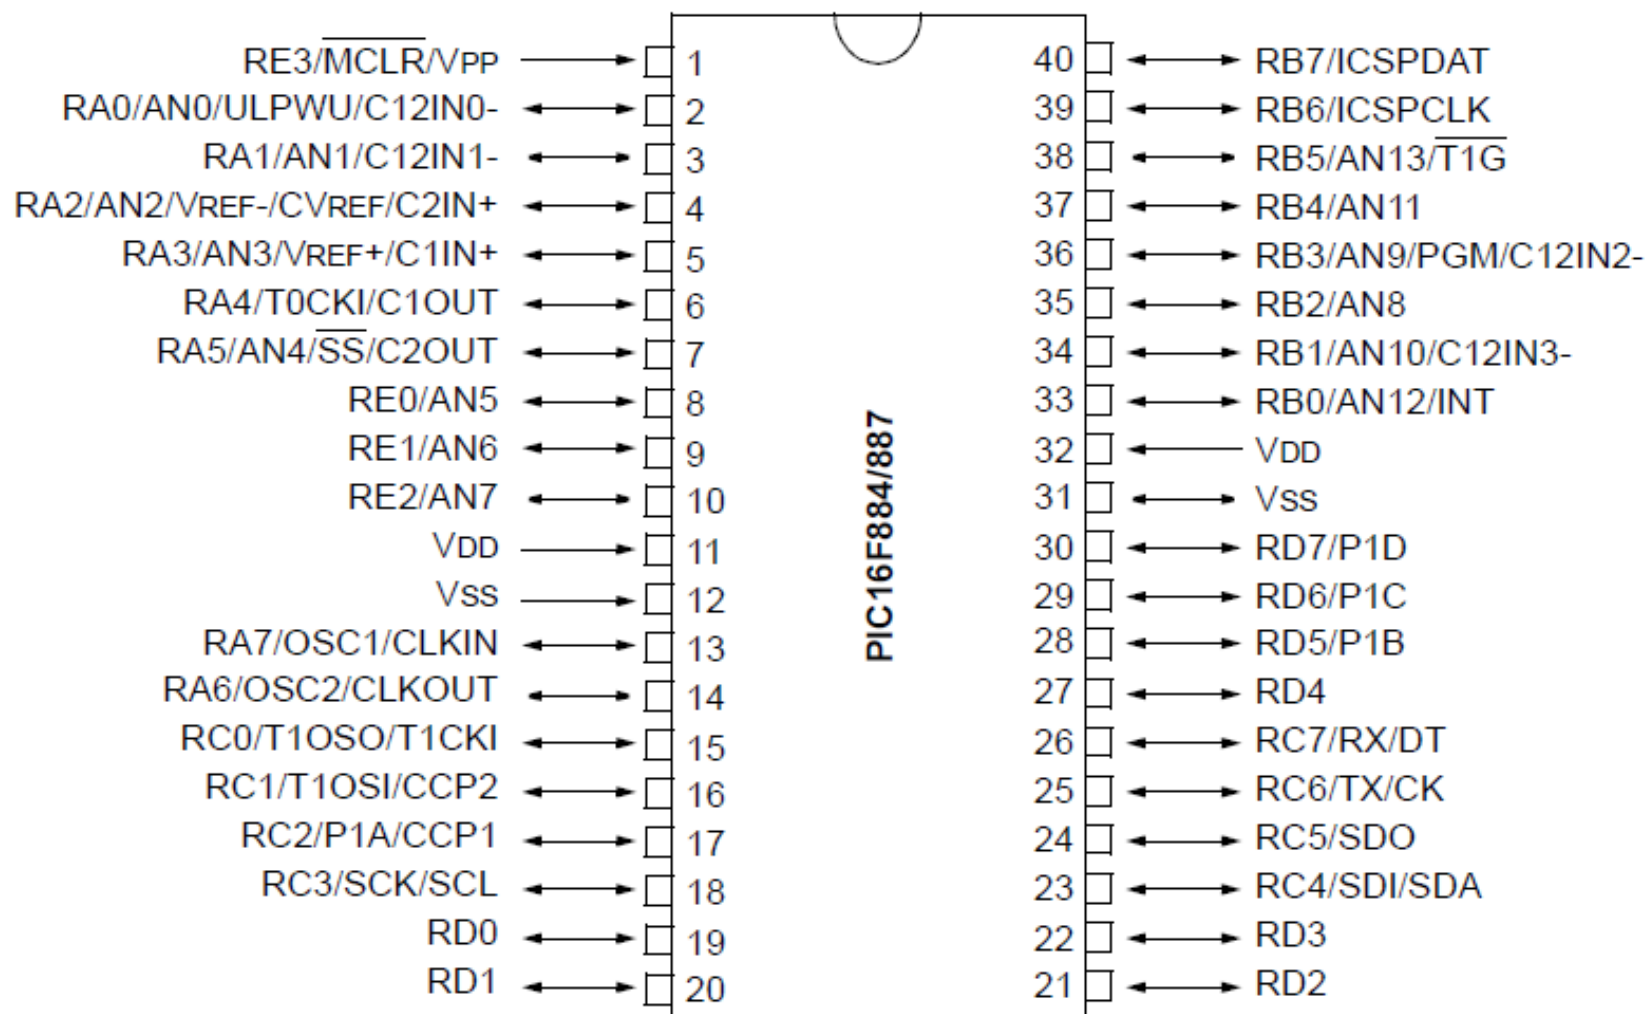 RE3/MCLR/VPP 1 40 RB7/ICSPDAT
RA0/AN0/ULPWU/C12IN0- 2 39 RB6/ICSPCLK
RA1/AN1/C12IN1- 3 38 RB5/AN13/T1G
RA2/AN2/VREF-/CVREF/C2IN+ 4 37 RB4/AN11
RA3/AN3/VREF+/C1IN+ 5 36 RB3/AN9/PGM/C12IN2-
RA4/T0CKI/C1OUT 6 35 RB2/AN8
RA5/AN4/SS/C2OUT 7 34 RB1/AN10/C12IN3-
RE0/AN5 8 33 RB0/AN12/INT
RE1/AN6 9 32 VDD
RE2/AN7 10 31 VSS
VDD 11 30 RD7/P1D
VSS 12 29 RD6/P1C
RA7/OSC1/CLKIN 13 28 RD5/P1B
RA6/OSC2/CLKOUT 14 27 RD4
RC0/T1OSO/T1CKI 15 26 RC7/RX/DT
RC1/T1OSI/CCP2 16 25 RC6/TX/CK
RC2/P1A/CCP1 17 24 RC5/SDO
RC3/SCK/SCL 18 23 RC4/SDI/SDA
RD0 19 22 RD3
RD1 20 21 RD2
PIC16F884/887